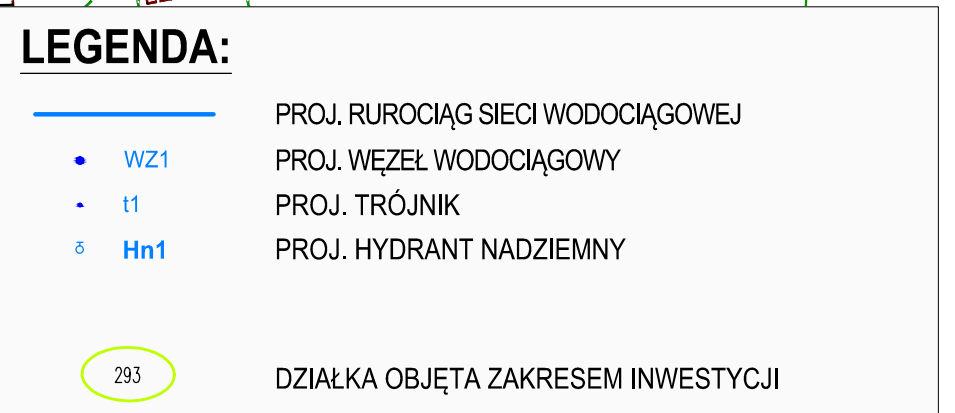 LEGENDA:
PROJ. RUROCIĄG SIECI WODOCIĄGOWEJ
WZ1 PROJ. WĘZEŁ WODOCIĄGOWY
t1 PROJ. TRÓJNIK
Hn1 PROJ. HYDRANT NADZIEMNY
293 DZIAŁKA OBJĘTA ZAKRESEM INWESTYCJI